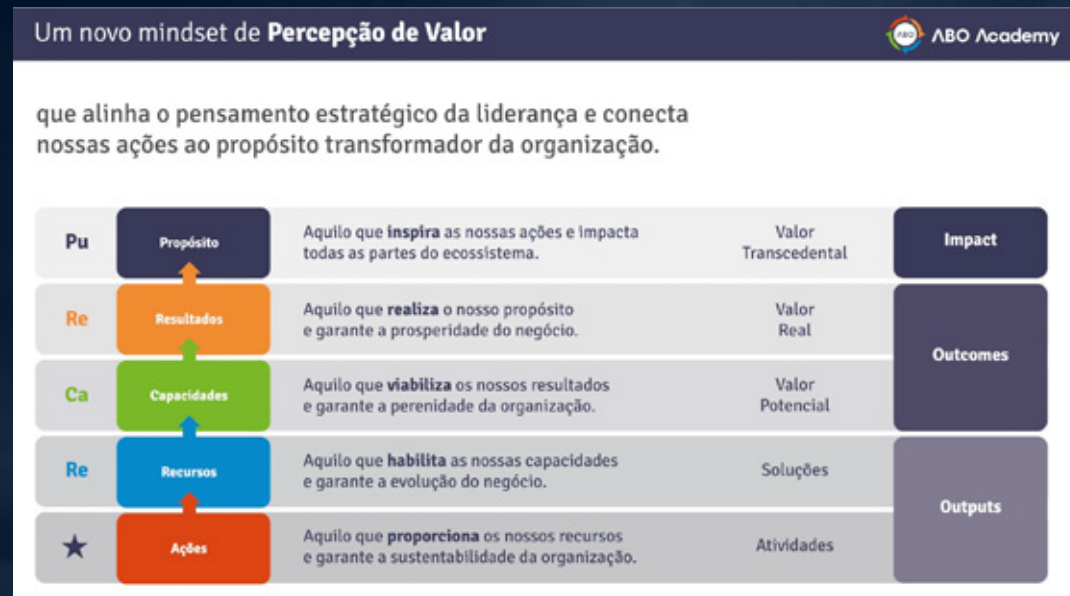 Um novo mindset de Percepção de Valor
ABO
ABO Academy
que alinha o pensamento estratégico da liderança e conecta
nossas ações ao propósito transformador da organização.
Pu
Propósito
Aquilo que inspira as nossas ações e impacta
todas as partes do ecossistema.
Valor
Transcedental
Impact
Re
Resultados
Aquilo que realiza o nosso propósito
e garante a prosperidade do negócio.
Valor
Real
Outcomes
Ca
Capacidades
Aquilo que viabiliza os nossos resultados
e garante a perenidade da organização.
Valor
Potencial
Re
Recursos
Aquilo que habilita as nossas capacidades
e garante a evolução do negócio.
Soluções
Outputs
Ações
Aquilo que proporciona os nossos recursos
e garante a sustentabilidade da organização.
Atividades